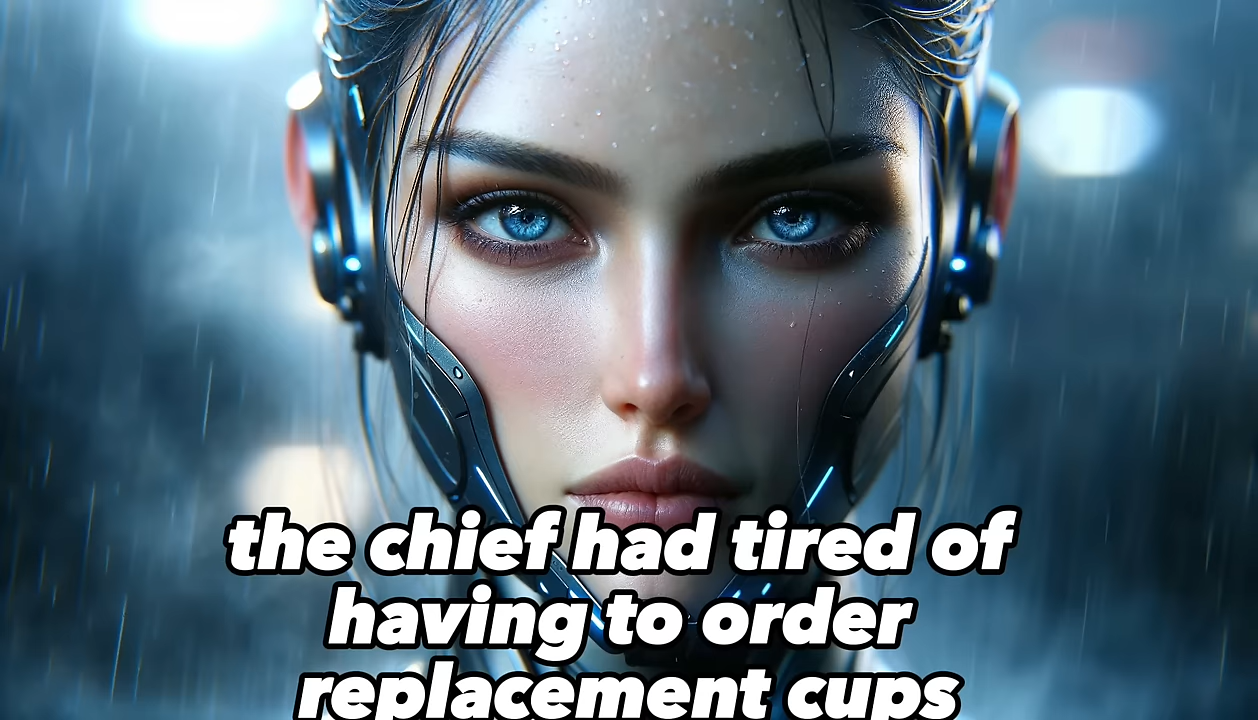 the chief had tired of
having to order
replacement cups